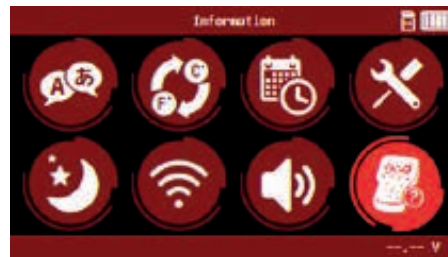 Information
A あ
C°
F°
--.-- V